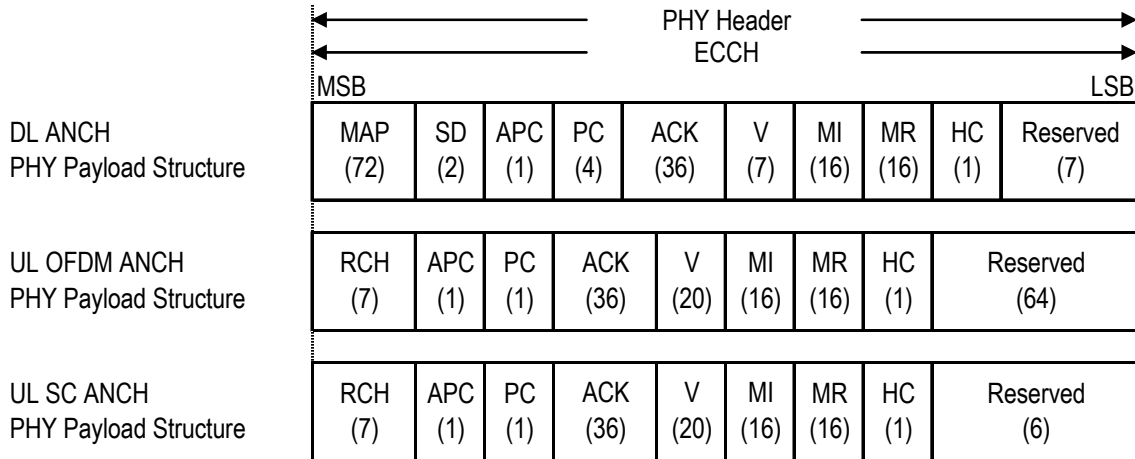 PHY Header
ECCH
MSB LSB
DL ANCH
PHY Payload Structure
MAP SD APC PC ACK V MI MR HC Reserved
(72) (2) (1) (4) (36) (7) (16) (16) (1) (7)
UL OFDM ANCH
PHY Payload Structure
RCH APC PC ACK V MI MR HC Reserved
(7) (1) (1) (36) (20) (16) (16) (1) (64)
UL SC ANCH
PHY Payload Structure
RCH APC PC ACK V MI MR HC Reserved
(7) (1) (1) (36) (20) (16) (16) (1) (6)